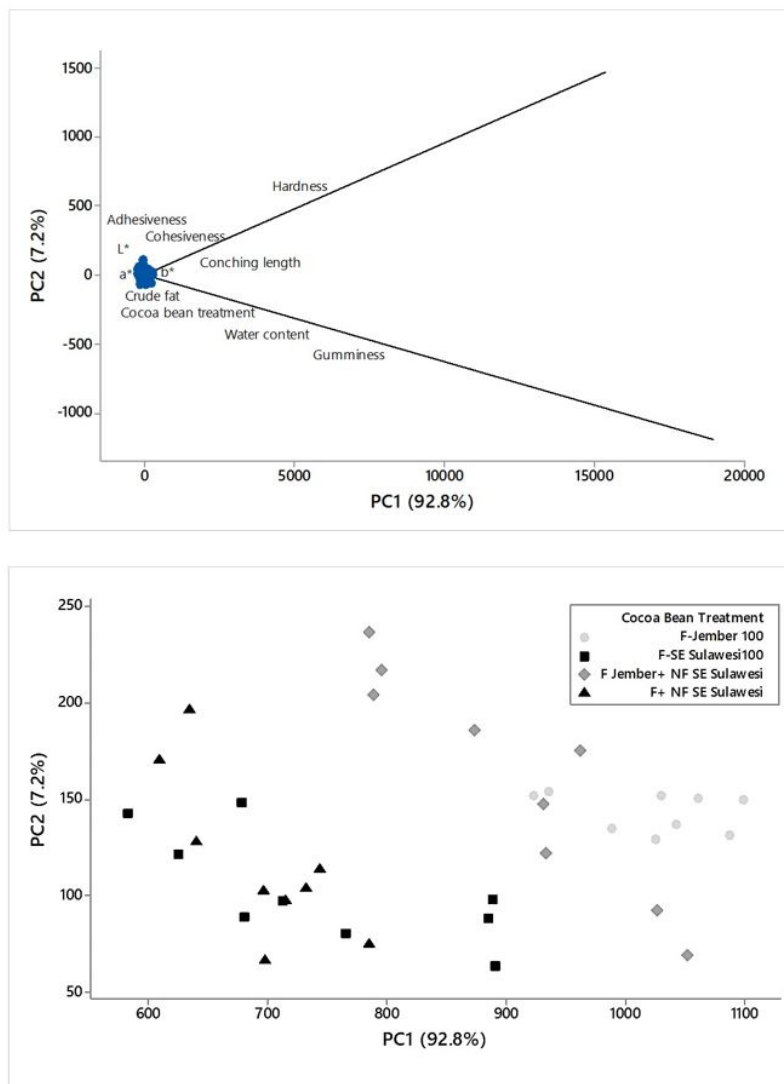 1500
1000
500
0
-500
-1000
PC2 (7.2%)
Hardness
Adhesiveness
Cohesiveness
L*
Conching length
a*
b*
Crude fat
Cocoa bean treatment
Water content
Gumminess
0
5000
10000
15000
20000
PC1 (92.8%)
250
200
150
100
50
PC2 (7.2%)
Cocoa Bean Treatment
F-Jember 100
F-SE Sulawesi100
F Jember+ NF SE Sulawesi
F+ NF SE Sulawesi
600
700
800
900
1000
1100
PC1 (92.8%)